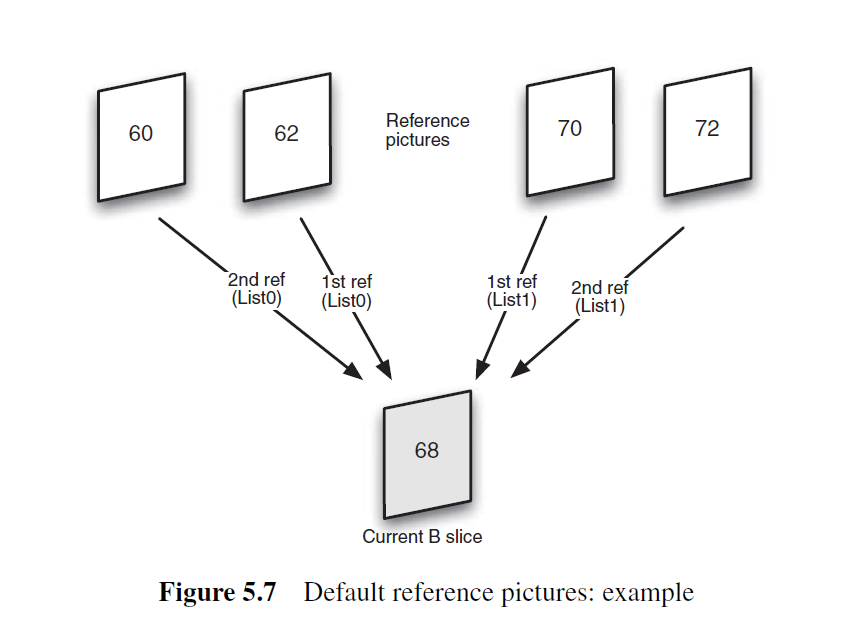 60
62
Reference
pictures
70
72
2nd ref
(List0)
1st ref
(List0)
1st ref
(List1)
2nd ref
(List1)
68
Current B slice
Figure 5.7 Default reference pictures: example